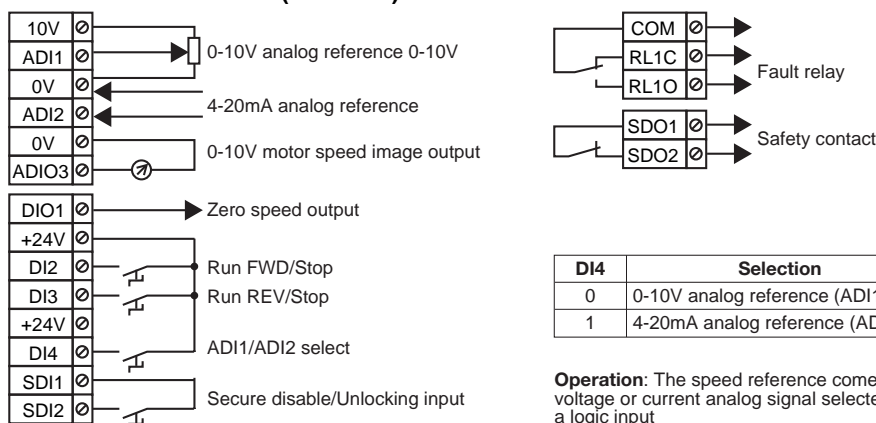 10V
ADI1
0V
ADI2
0V
ADIO3
0-10V analog reference 0-10V
4-20mA analog reference
0-10V motor speed image output
DIO1
+24V
DI2
DI3
+24V
DI4
SDI1
SDI2
Zero speed output
Run FWD/Stop
Run REV/Stop
ADI1/ADI2 select
Secure disable/Unlocking input
COM
RL1C
RL1O
Fault relay
SDO1
SDO2
Safety contact
DI4 Selection
0 0-10V analog reference
1 4-20mA analog reference
Operation: The speed reference
voltage or current analog signal
a logic input